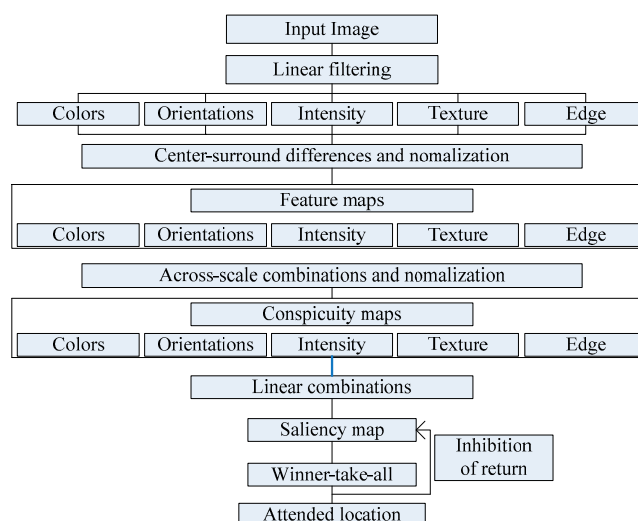 Input Image
Linear filtering
Colors Orientations Intensity Texture Edge
Center-surround differences and nomalization
Feature maps
Colors Orientations Intensity Texture Edge
Across-scale combinations and nomalization
Conspicuity maps
Colors Orientations Intensity Texture Edge
Linear combinations
Saliency map
Inhibition
of return
Winner-take-all
Attended location